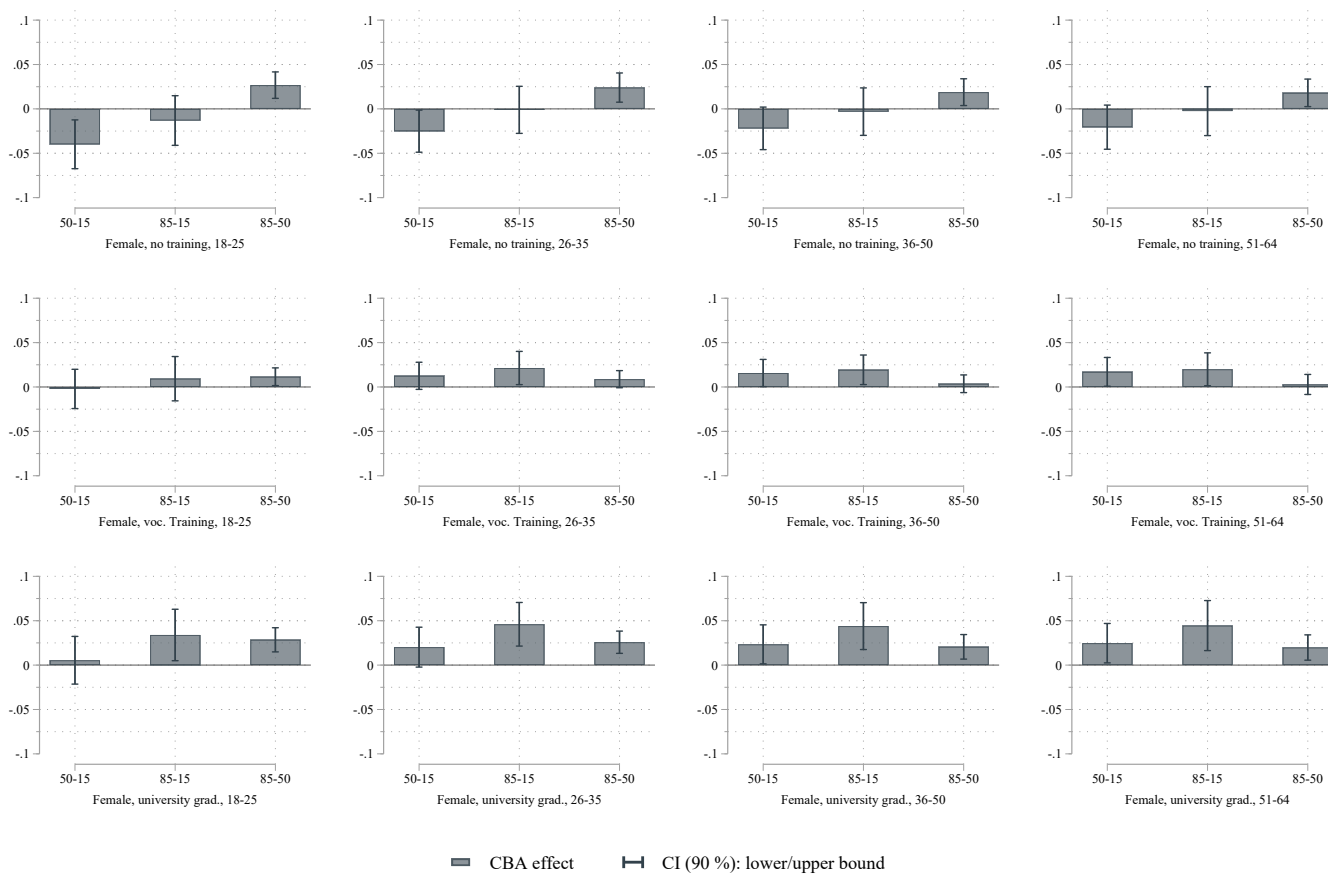 .1 .1 .1 .1
.05 .05 .05 .05
0 0 0 0
-.05 -.05 -.05 -.05
-.1 -.1 -.1 -.1
50-15 85-15 85-50 50-15 85-15 85-50 50-15 85-15 85-50 50-15 85-15 85-50
Female, no training, 18-25 Female, no training, 26-35 Female, no training, 36-50 Female, no training, 51-64
.1 .1 .1 .1
.05 .05 .05 .05
0 0 0 0
-.05 -.05 -.05 -.05
-.1 -.1 -.1 -.1
50-15 85-15 85-50 50-15 85-15 85-50 50-15 85-15 85-50 50-15 85-15 85-50
Female, voc. Training, 18-25 Female, voc. Training, 26-35 Female, voc. Training, 36-50 Female, voc. Training, 51-64
.1 .1 .1 .1
.05 .05 .05 .05
0 0 0 0
-.05 -.05 -.05 -.05
-.1 -.1 -.1 -.1
50-15 85-15 85-50 50-15 85-15 85-50 50-15 85-15 85-50 50-15 85-15 85-50
Female, university grad., 18-25 Female, university grad., 26-35 Female, university grad., 36-50 Female, university grad., 51-64
CBA effect CI (90 %): lower/upper bound